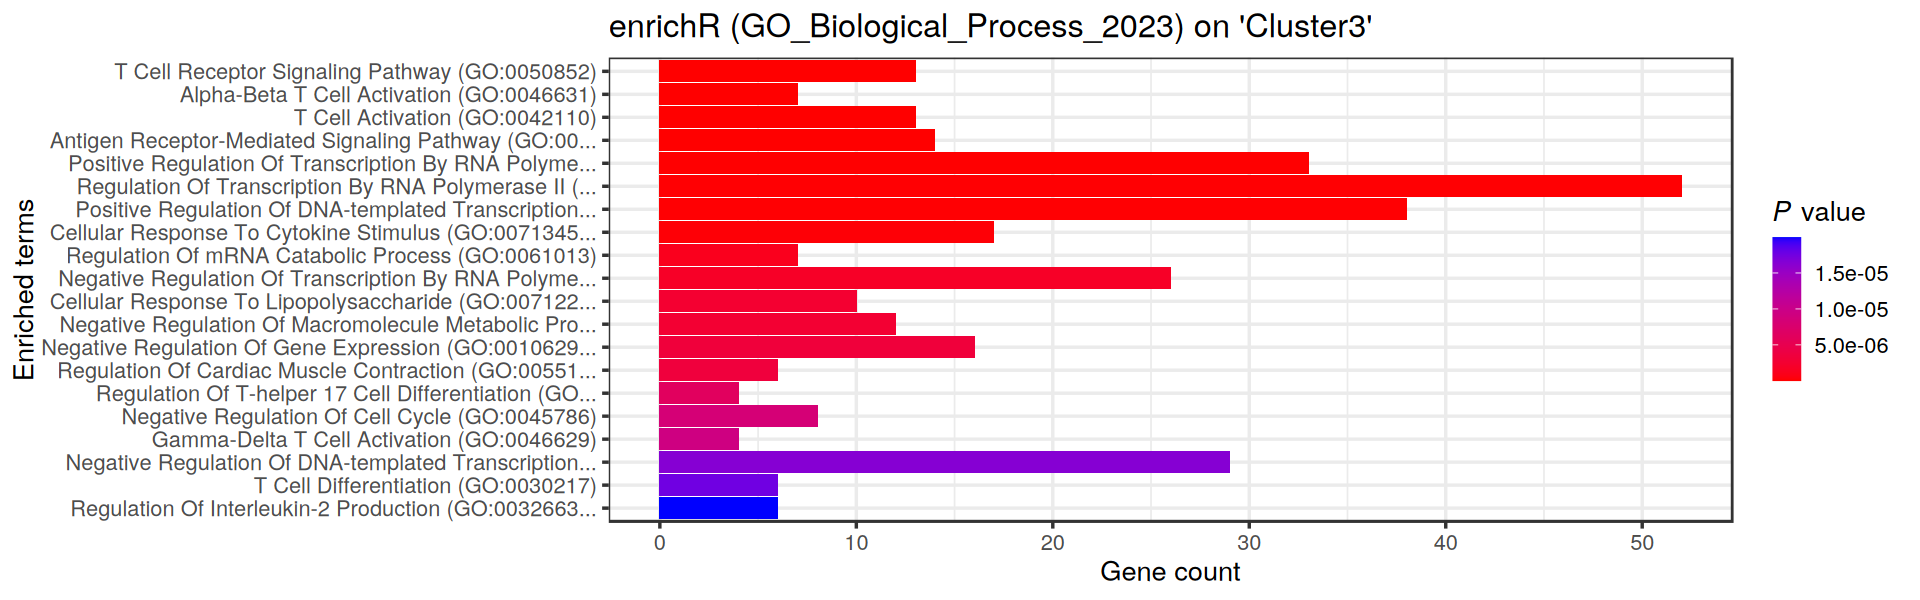 enrichR (GO_Biological_Process_2023) on 'Cluster3'
T Cell Receptor Signaling Pathway (GO:0050852)
Alpha-Beta T Cell Activation (GO:0046631)
T Cell Activation (GO:0042110)
Antigen Receptor-Mediated Signaling Pathway (GO:00...
Positive Regulation Of Transcription By RNA Polyme...
Regulation Of Transcription By RNA Polymerase II (...
Positive Regulation Of DNA-templated Transcription...
Cellular Response To Cytokine Stimulus (GO:0071345...
Regulation Of mRNA Catabolic Process (GO:0061013)
Negative Regulation Of Transcription By RNA Polyme...
Cellular Response To Lipopolysaccharide (GO:007122...
Negative Regulation Of Macromolecule Metabolic Pro...
Negative Regulation Of Gene Expression (GO:0010629...
Regulation Of Cardiac Muscle Contraction (GO:00551...
Regulation Of T-helper 17 Cell Differentiation (GO...
Negative Regulation Of Cell Cycle (GO:0045786)
Gamma-Delta T Cell Activation (GO:0046629)
Negative Regulation Of DNA-templated Transcription...
T Cell Differentiation (GO:0030217)
Regulation Of Interleukin-2 Production (GO:0032663...
Enriched terms
0 10 20 30 40 50
Gene count
P value
1.5e-05
1.0e-05
5.0e-06